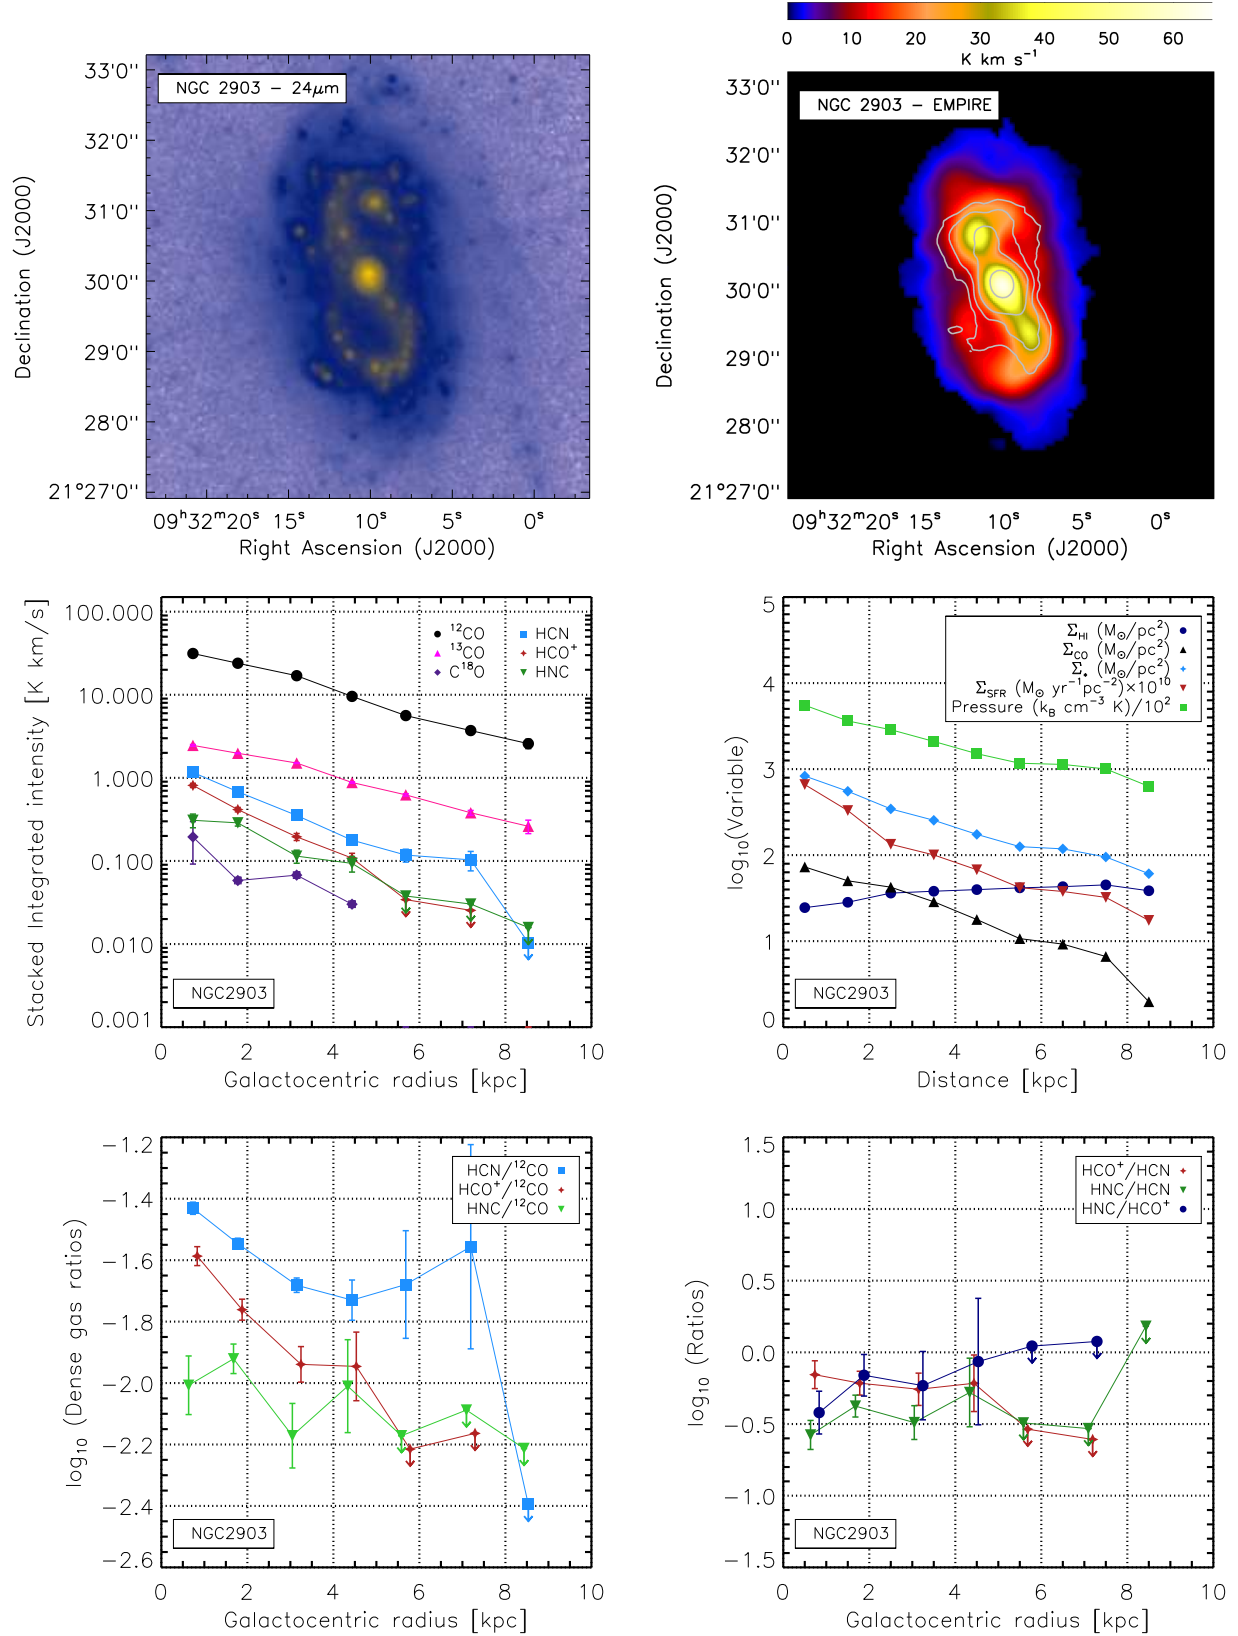 33'0"
32'0"
31'0"
30'0"
29'0"
28'0"
21°27'0"
Declination (J2000)
NGC 2903 – 24μm
09ʰ32ᵐ20ˢ 15ˢ 10ˢ 5ˢ 0ˢ
Right Ascension (J2000)
0 10 20 30 40 50 60
K km s⁻¹
33'0"
32'0"
31'0"
30'0"
29'0"
28'0"
21°27'0"
Declination (J2000)
NGC 2903 – EMPIRE
09ʰ32ᵐ20ˢ 15ˢ 10ˢ 5ˢ 0ˢ
Right Ascension (J2000)
Stacked Integrated intensity [K km/s]
100.000
10.000
1.000
0.100
0.010
0.001
¹²CO HCN
¹³CO HCO⁺
C¹⁸O HNC
NGC2903
0 2 4 6 8 10
Galactocentric radius [kpc]
log₁₀(Variable)
5
4
3
2
1
0
Σ_HI (M⊙/pc²)
Σ_CO (M⊙/pc²)
Σ⋆ (M⊙/pc²)
Σ_SFR (M⊙ yr⁻¹pc⁻²)×10¹⁰
Pressure (k_B cm⁻³ K)/10²
NGC2903
0 2 4 6 8 10
Distance [kpc]
log₁₀ (Dense gas ratios)
−1.2
−1.4
−1.6
−1.8
−2.0
−2.2
−2.4
−2.6
HCN/¹²CO
HCO⁺/¹²CO
HNC/¹²CO
NGC2903
0 2 4 6 8 10
Galactocentric radius [kpc]
log₁₀ (Ratios)
1.5
1.0
0.5
0.0
−0.5
−1.0
−1.5
HCO⁺/HCN
HNC/HCN
HNC/HCO⁺
NGC2903
0 2 4 6 8 10
Galactocentric radius [kpc]